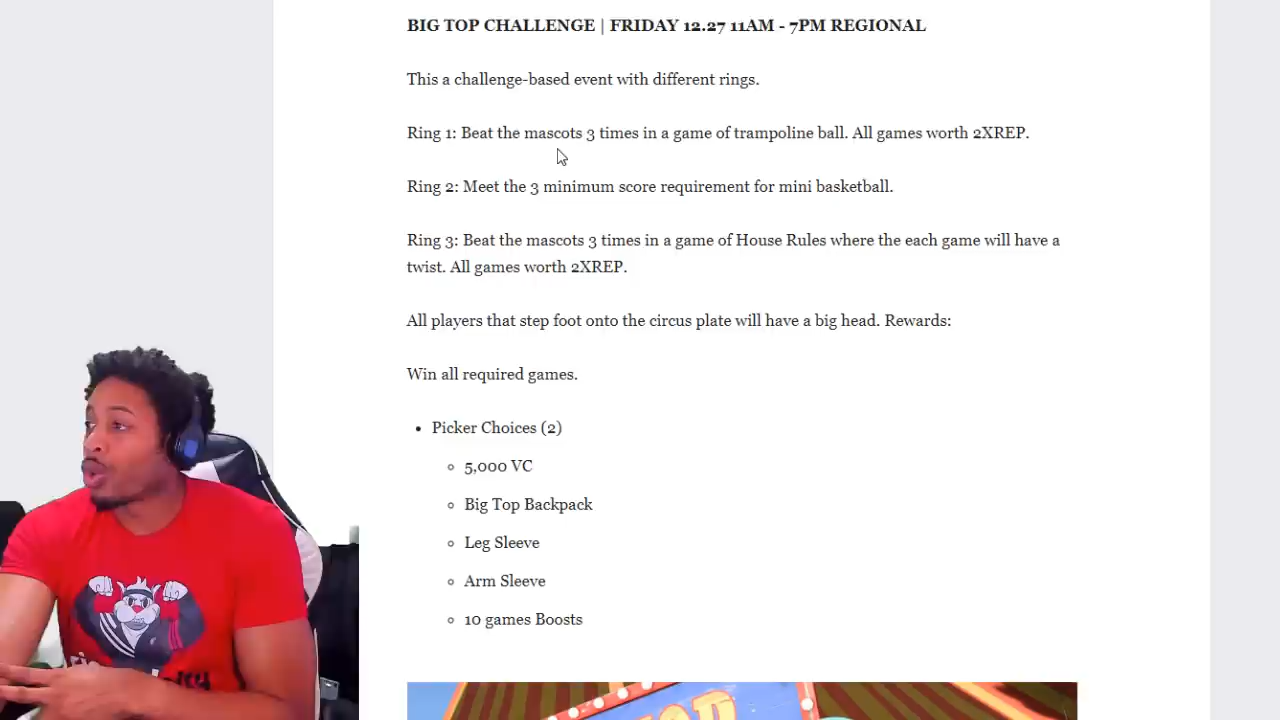 BIG TOP CHALLENGE | FRIDAY 12.27 11AM - 7PM REGIONAL
This a challenge-based event with different rings.
Ring 1: Beat the mascots 3 times in a game of trampoline ball. All games worth 2XREP.
Ring 2: Meet the 3 minimum score requirement for mini basketball.
Ring 3: Beat the mascots 3 times in a game of House Rules where the each game will have a
twist. All games worth 2XREP.
All players that step foot onto the circus plate will have a big head. Rewards:
Win all required games.
• Picker Choices (2)
◦ 5,000 VC
◦ Big Top Backpack
◦ Leg Sleeve
◦ Arm Sleeve
◦ 10 games Boosts